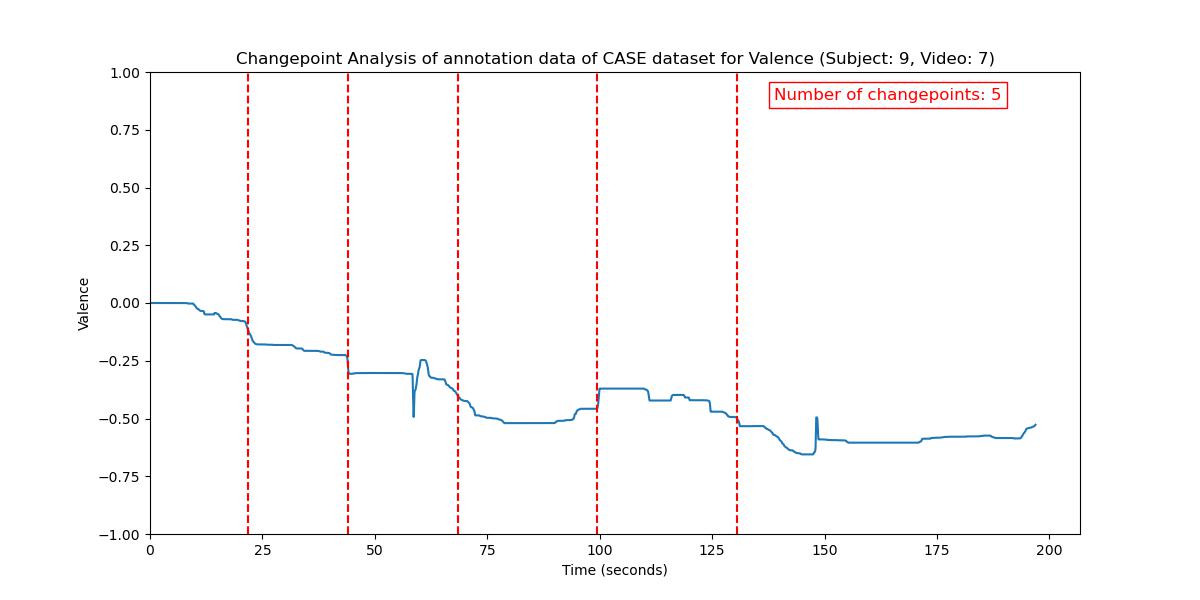 Changepoint Analysis of annotation data of CASE dataset for Valence (Subject: 9, Video: 7)
Number of changepoints: 5
1.00
0.75
0.50
0.25
0.00
−0.25
−0.50
−0.75
−1.00
Valence
0 25 50 75 100 125 150 175 200
Time (seconds)